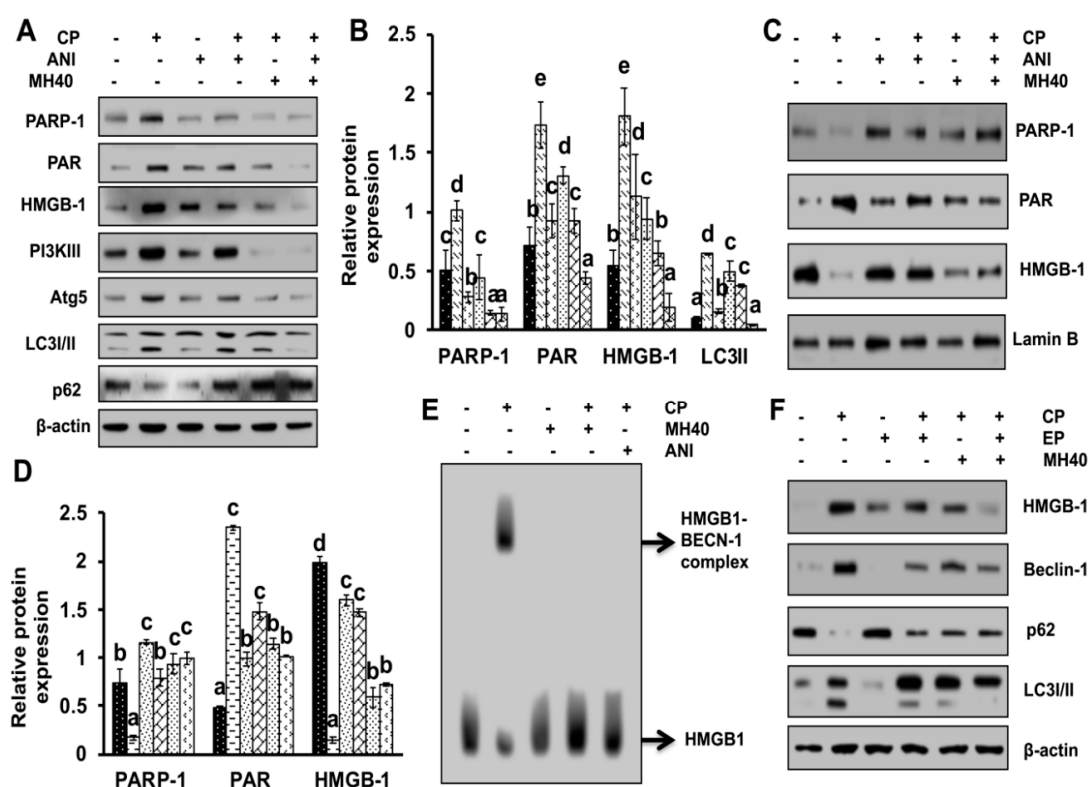 A
CP - + - + + +
ANI - - + + - +
MH40 - - - - + +
PARP-1
PAR
HMGB-1
PI3KIII
Atg5
LC3I/II
p62
β-actin
B
Relative protein
expression
2.5
2
1.5
1
0.5
0
c d b c a a
b e c d c a
b e d c b a
a d b c c a
PARP-1 PAR HMGB-1 LC3II
C
- + - + + + CP
- - + + - + ANI
- - - - + + MH40
PARP-1
PAR
HMGB-1
Lamin B
D
Relative protein
expression
2.5
2
1.5
1
0.5
0
b a c b c c
a c b c b b
d a c c b b
PARP-1 PAR HMGB-1
E
- + - + + CP
- - + + - MH40
- - - - + ANI
HMGB1-
BECN-1
complex
HMGB1
F
- + - + + + CP
- - + + - + EP
- - - - + + MH40
HMGB-1
Beclin-1
p62
LC3I/II
β-actin